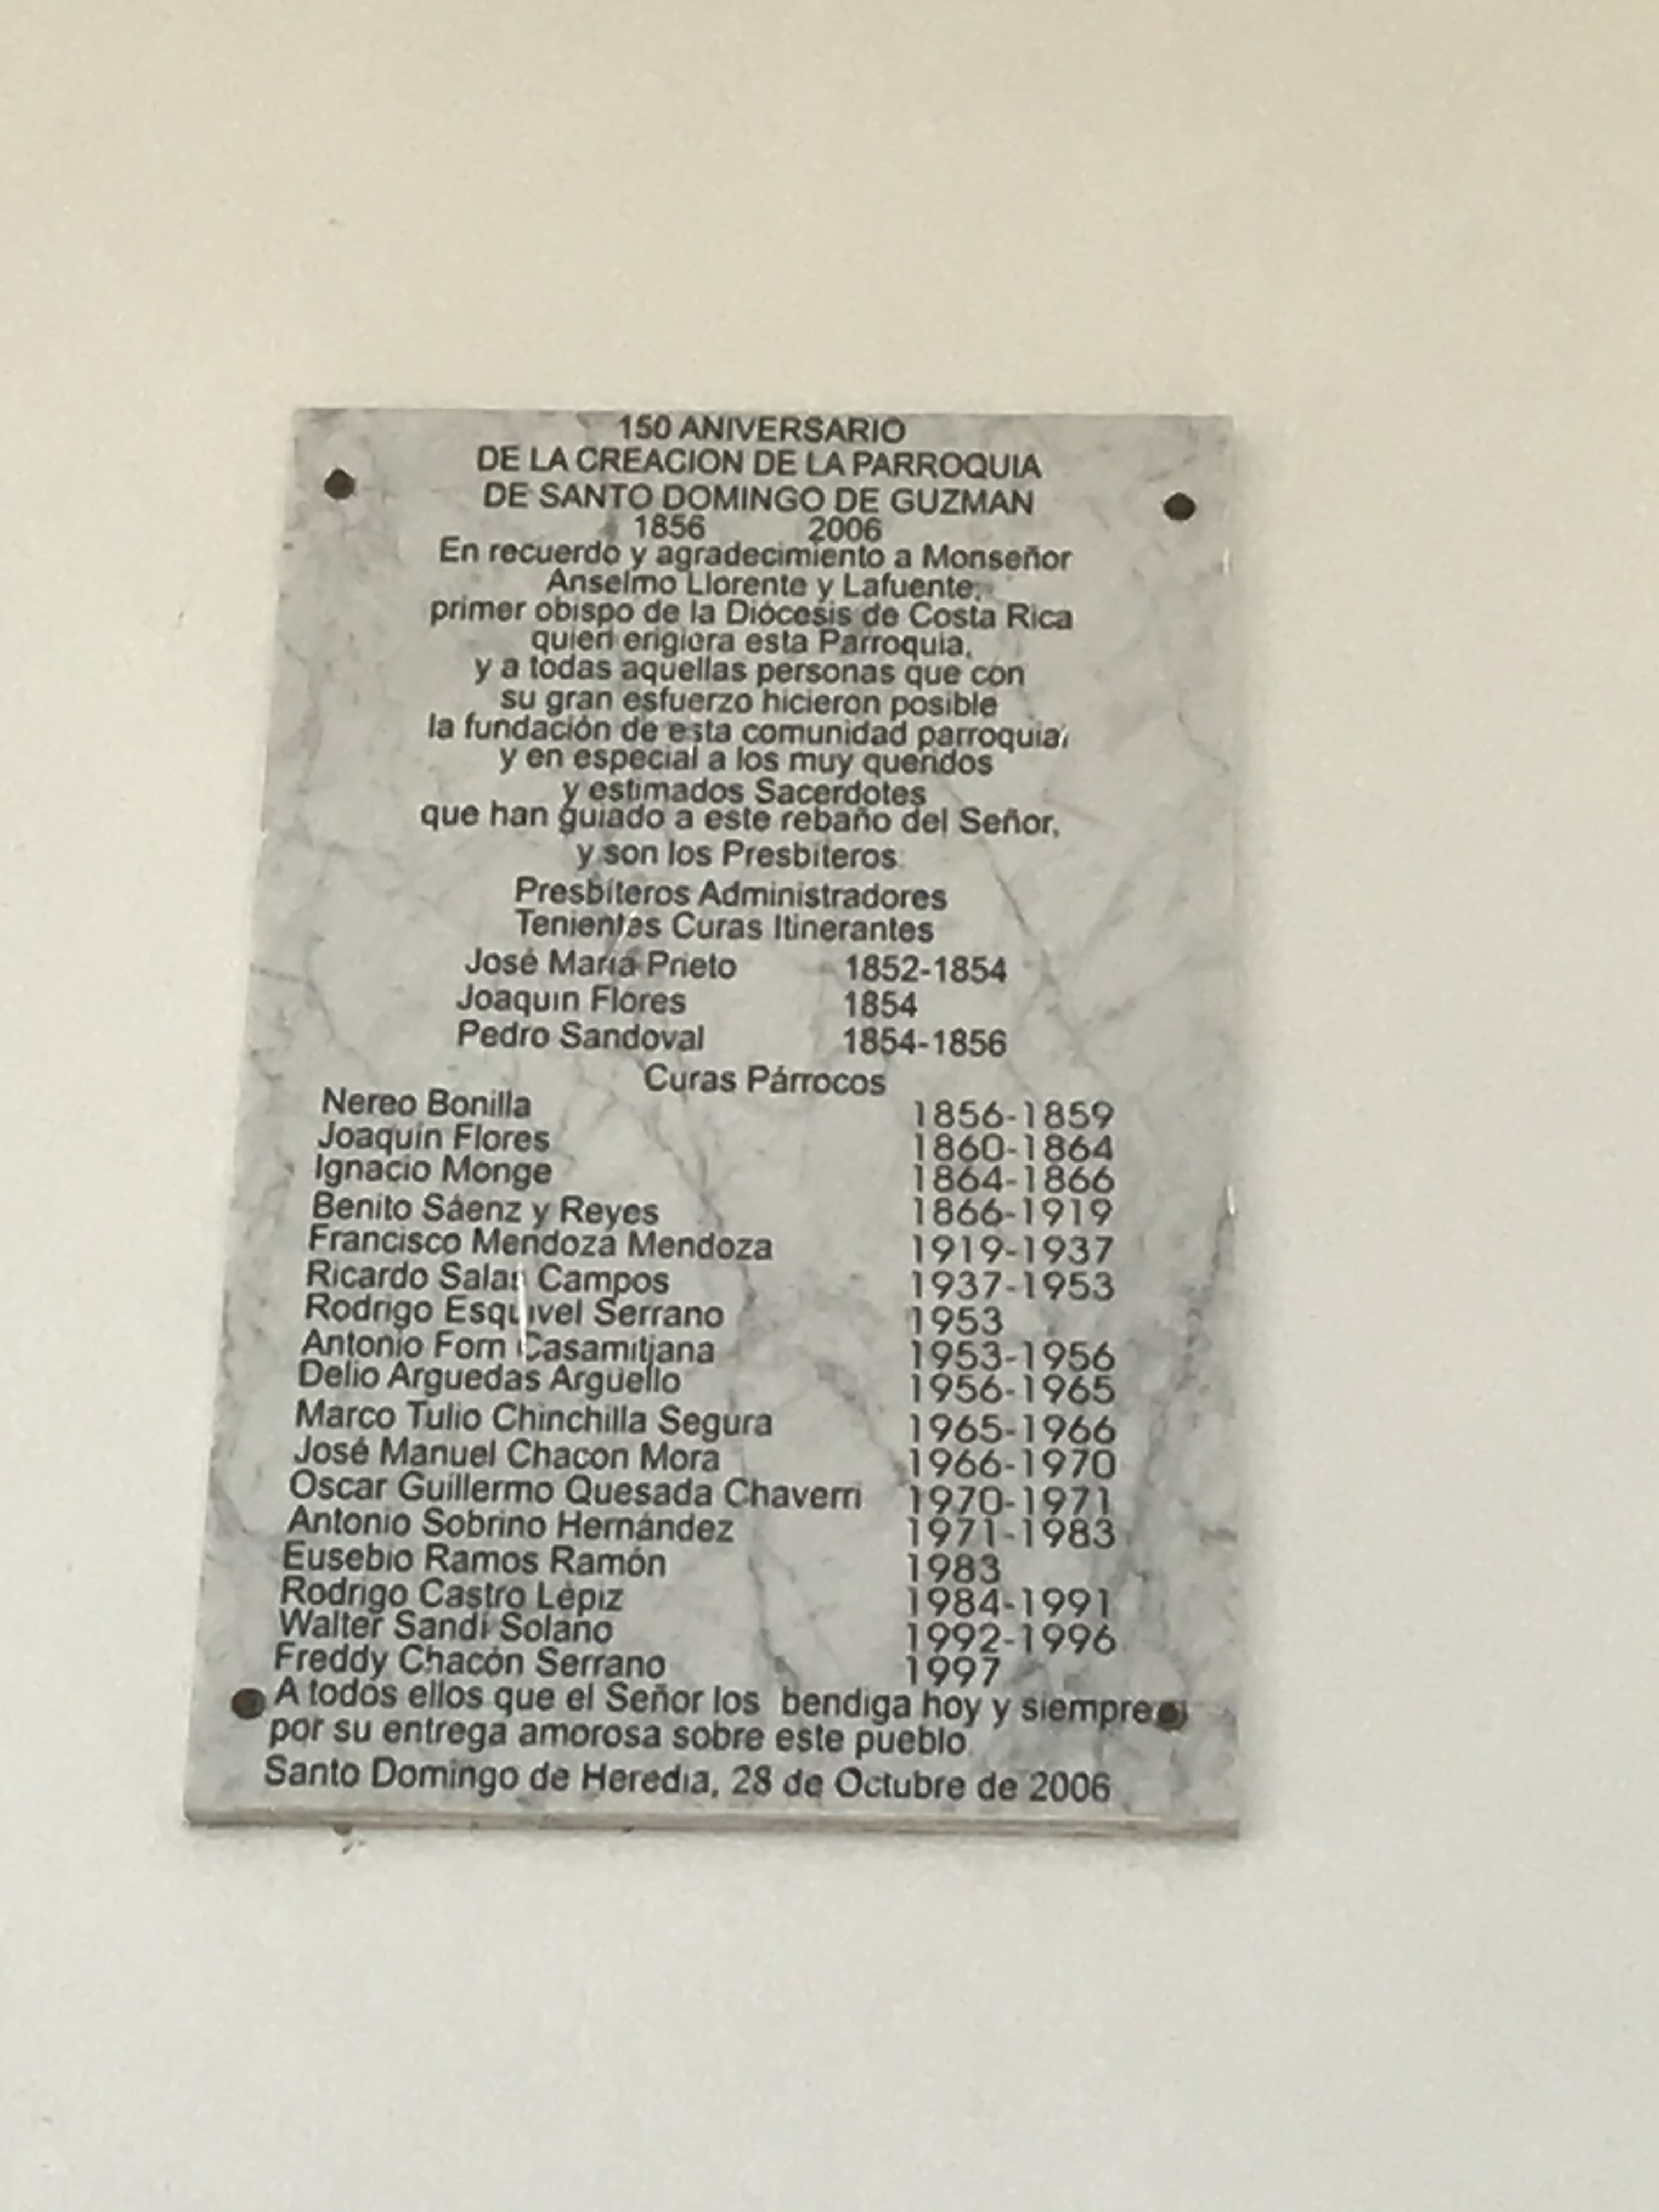 150 ANIVERSARIO
DE LA CREACION DE LA PARROQUIA
DE SANTO DOMINGO DE GUZMAN
1856 2006
En recuerdo y agradecimiento a Monseñor
Anselmo Llorente y Lafuente,
primer obispo de la Diócesis de Costa Rica
quien erigiera esta Parroquia,
y a todas aquellas personas que con
su gran esfuerzo hicieron posible
la fundación de esta comunidad parroquial
y en especial a los muy queridos
y estimados Sacerdotes
que han guiado a este rebaño del Señor,
y son los Presbiteros
Presbíteros Administradores
Tenientes Curas Itinerantes
José María Prieto 1852-1854
Joaquin Flores 1854
Pedro Sandoval 1854-1856
Curas Párrocos
Nereo Bonilla 1856-1859
Joaquín Flores 1860-1864
Ignacio Monge 1864-1866
Benito Sáenz y Reyes 1866-1919
Francisco Mendoza Mendoza 1919-1937
Ricardo Salas Campos 1937-1953
Rodrigo Esquivel Serrano 1953
Antonio Forn Casamitjana 1953-1956
Delio Arguedas Arguello 1956-1965
Marco Tulio Chinchilla Segura 1965-1966
José Manuel Chacon Mora 1966-1970
Oscar Guillermo Quesada Chaverri 1970-1971
Antonio Sobrino Hernández 1971-1983
Eusebio Ramos Ramón 1983
Rodrigo Castro Lépiz 1984-1991
Walter Sandí Solano 1992-1996
Freddy Chacón Serrano 1997
A todos ellos que el Señor los bendiga hoy y siempre
por su entrega amorosa sobre este pueblo
Santo Domingo de Heredia, 28 de Octubre de 2006